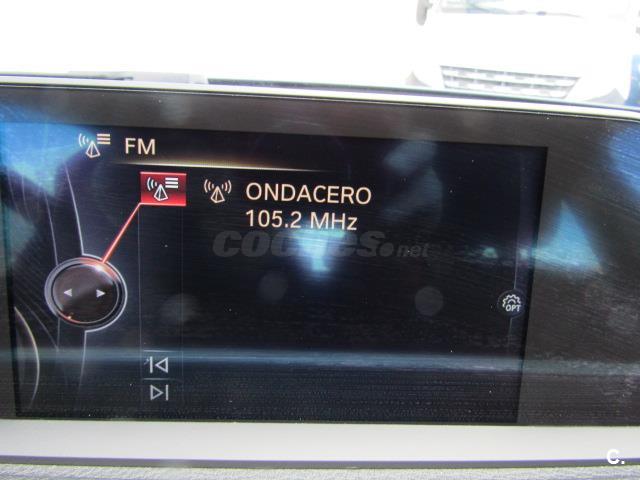 FM
ONDACERO
105.2 MHz
coches.net
OPT
C.